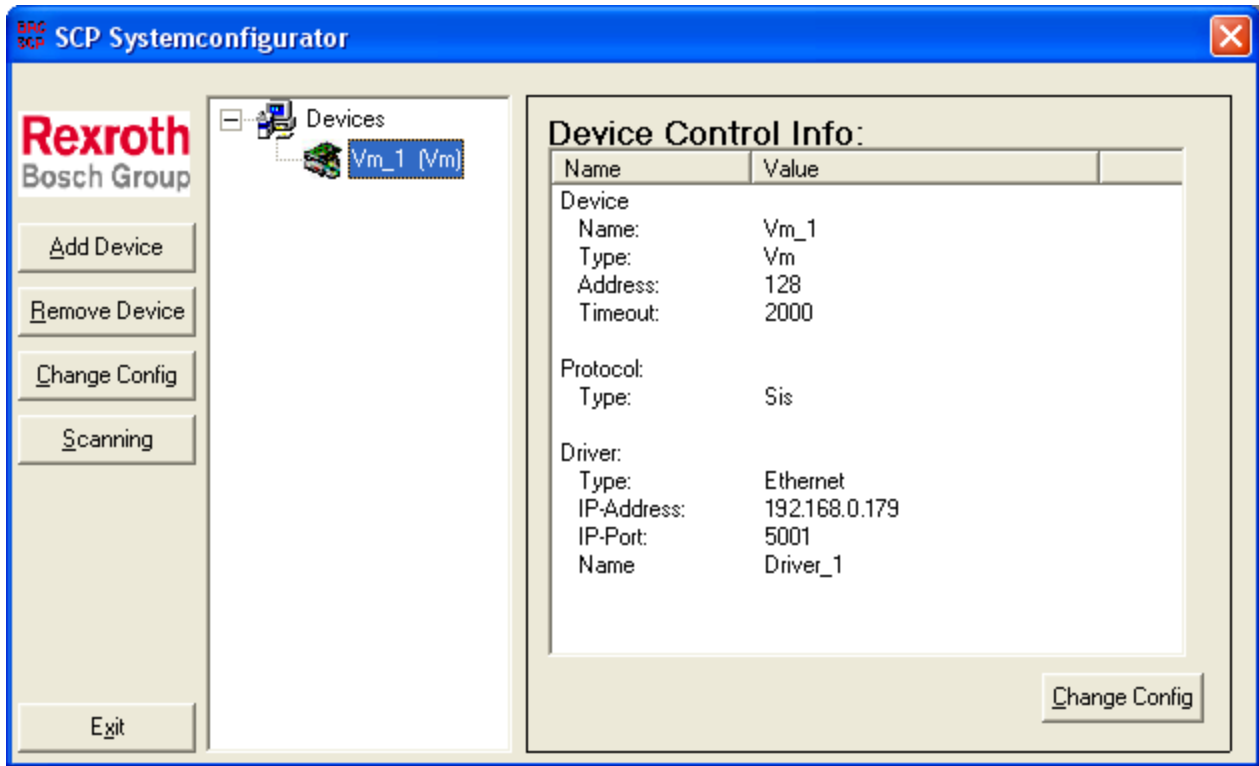 BRC
SCP
SCP Systemconfigurator
Rexroth
Bosch Group
Add Device
Remove Device
Change Config
Scanning
Exit
Devices
Vm_1 (Vm)
Device Control Info:
Name Value
Device
Name: Vm_1
Type: Vm
Address: 128
Timeout: 2000
Protocol:
Type: Sis
Driver:
Type: Ethernet
IP-Address: 192.168.0.179
IP-Port: 5001
Name Driver_1
Change Config